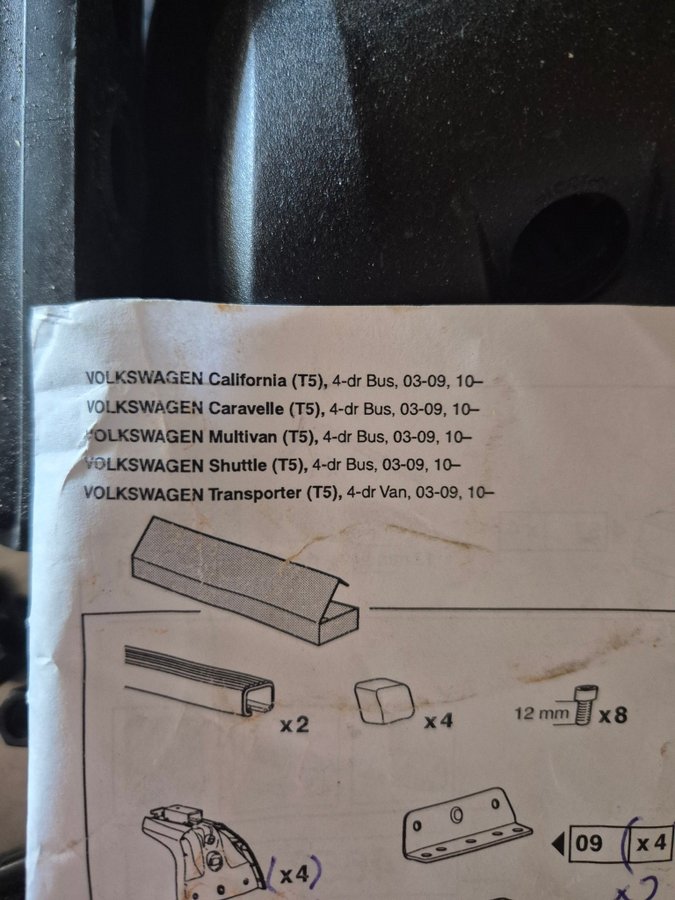 VOLKSWAGEN California (T5), 4-dr Bus, 03-09, 10–
VOLKSWAGEN Caravelle (T5), 4-dr Bus, 03-09, 10–
VOLKSWAGEN Multivan (T5), 4-dr Bus, 03-09, 10–
VOLKSWAGEN Shuttle (T5), 4-dr Bus, 03-09, 10–
VOLKSWAGEN Transporter (T5), 4-dr Van, 03-09, 10–
x2
x4
12 mm x8
(x4)
09 (x4
x2